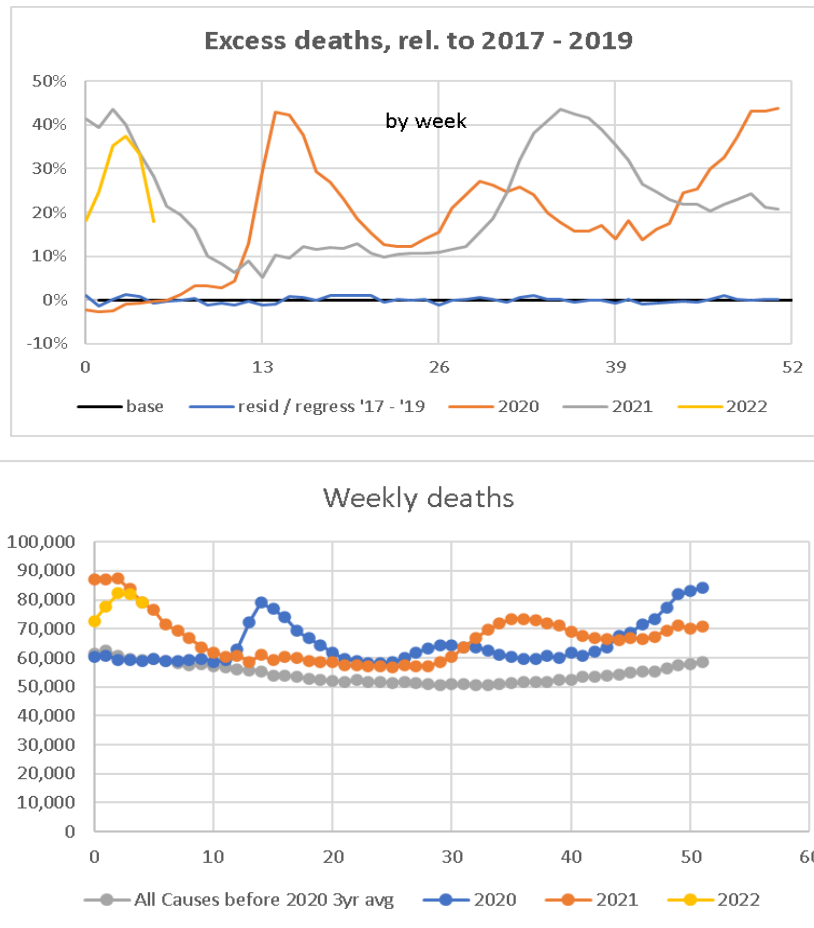 Excess deaths, rel. to 2017 - 2019
50%
40%
by week
30%
20%
10%
0%
-10%
0 13 26 39 52
base resid / regress '17 - '19 2020 2021 2022
Weekly deaths
100,000
90,000
80,000
70,000
60,000
50,000
40,000
30,000
20,000
10,000
0
0 10 20 30 40 50 60
All Causes before 2020 3yr avg 2020 2021 2022